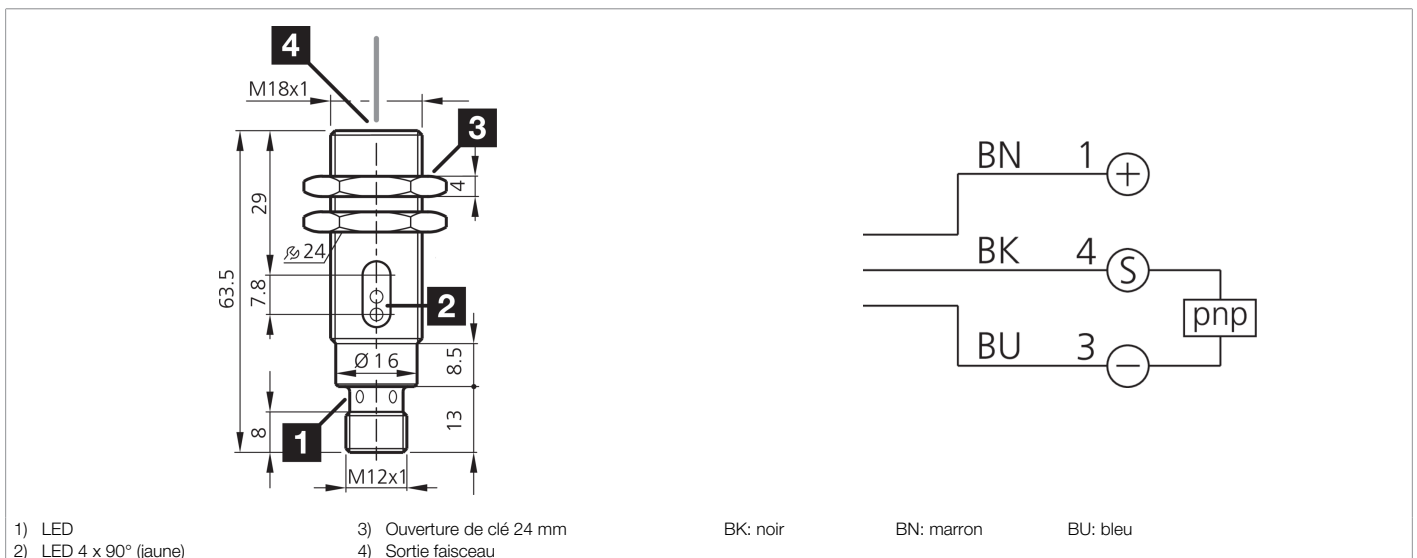 4
M18x1
3
4
29
⌀24
63.5
7.8
2
Ø16
8.5
1
8
13
M12x1
BN 1 +
BK 4 S
pnp
BU 3 −
1) LED
2) LED 4 x 90° (jaune)
3) Ouverture de clé 24 mm
4) Sortie faisceau
BK: noir
BN: marron
BU: bleu